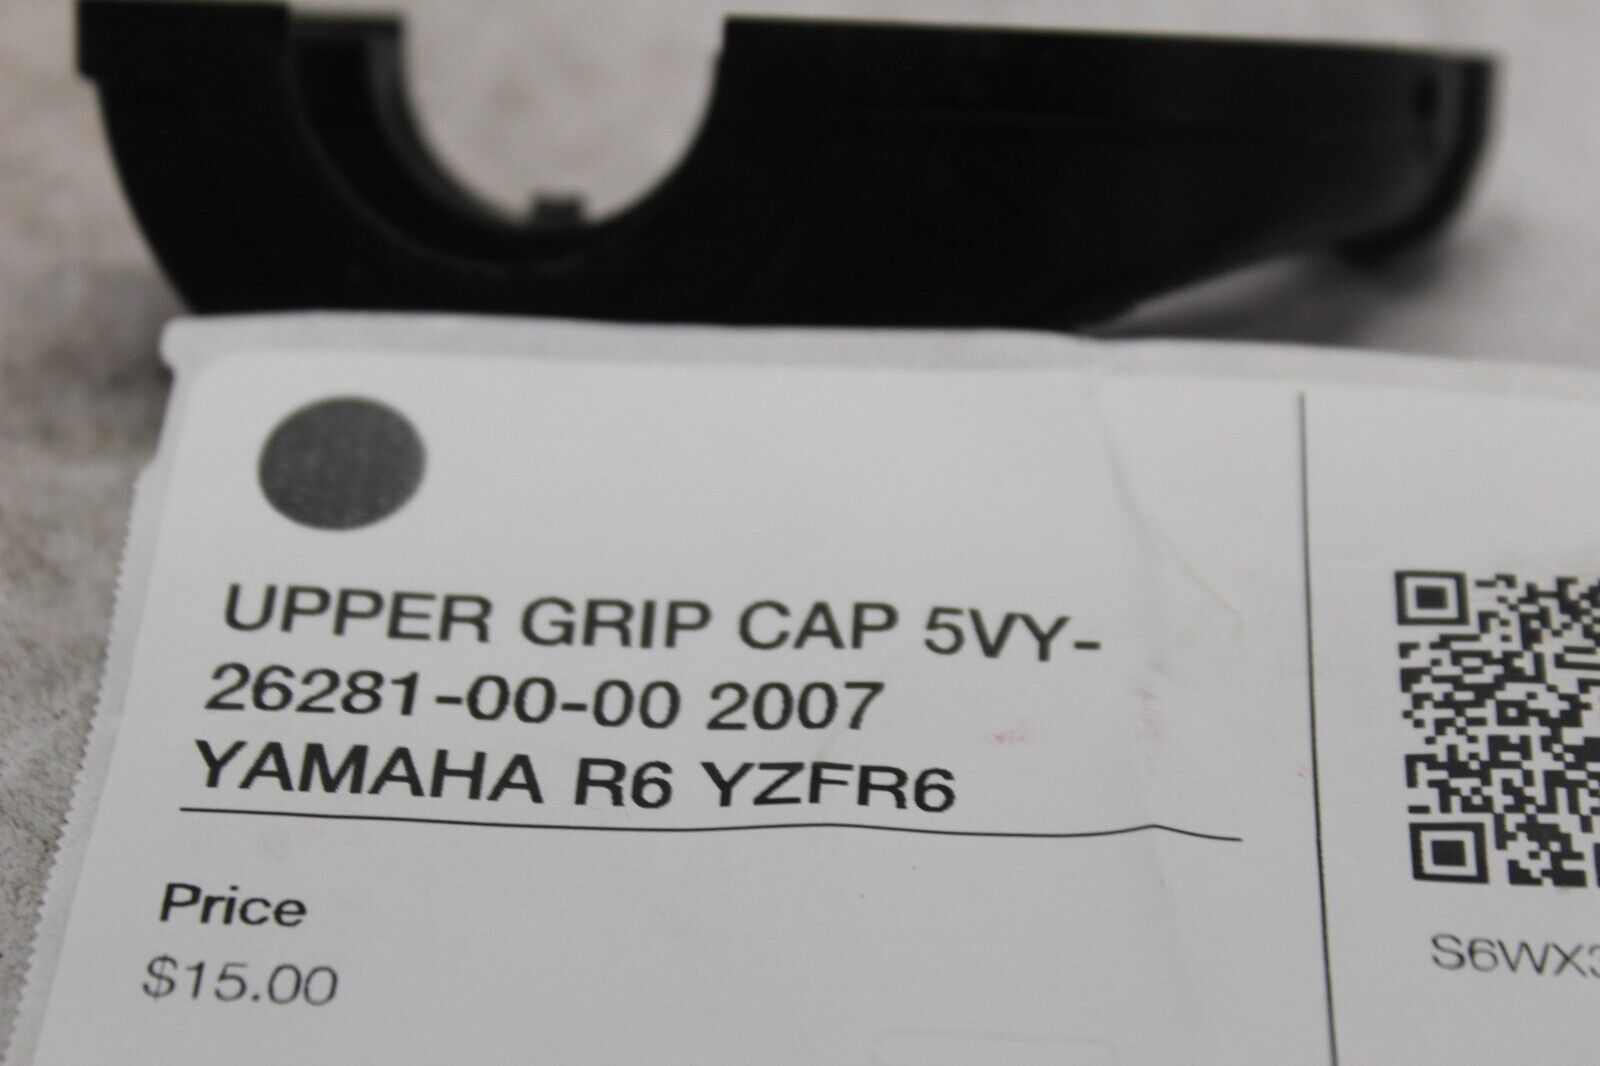 UPPER GRIP CAP 5VY-
26281-00-00 2007
YAMAHA R6 YZFR6
Price
$15.00